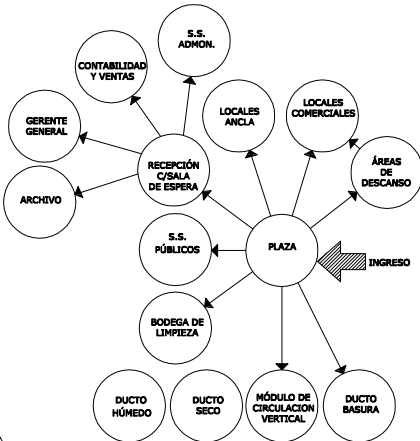 S.S.
ADMON.
CONTABILIDAD
Y VENTAS
LOCALES
ANCLA
LOCALES
COMERCIALES
GERENTE
GENERAL
RECEPCIÓN
C/SALA
DE ESPERA
ÁREAS
DE
DESCANSO
ARCHIVO
S.S.
PÚBLICOS
PLAZA
INGRESO
BODEGA DE
LIMPIEZA
DUCTO
HÚMEDO
DUCTO
SECO
MÓDULO DE
CIRCULACION
VERTICAL
DUCTO
BASURA